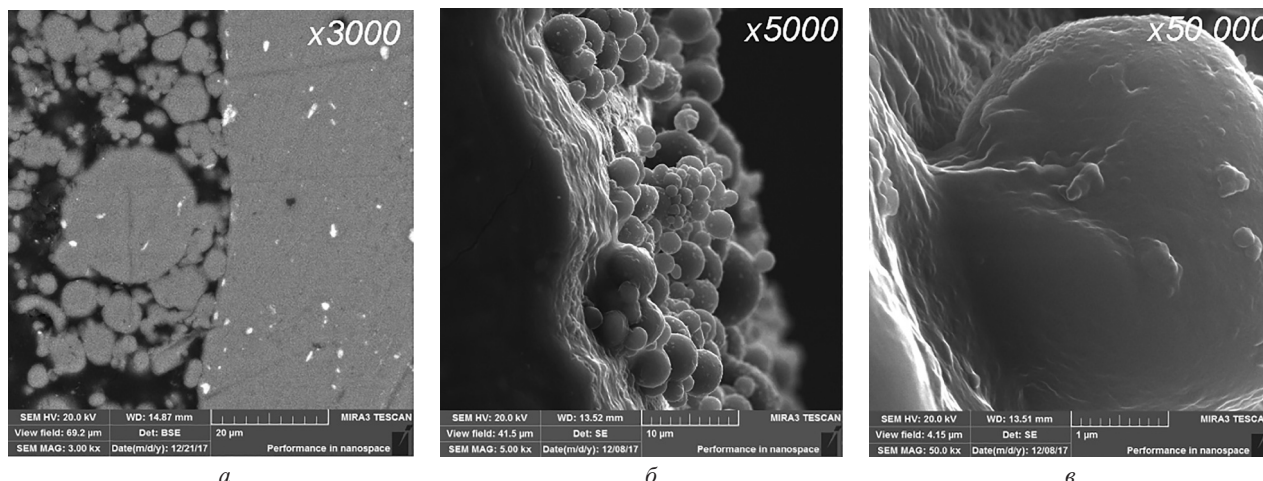 x3000
SEM HV: 20.0 kV WD: 14.87 mm MIRA3 TESCAN
View field: 69.2 µm Det: BSE 20 µm
SEM MAG: 3.00 kx Date(m/d/y): 12/21/17 Performance in nanospace
а
x5000
SEM HV: 20.0 kV WD: 13.52 mm MIRA3 TESCAN
View field: 41.5 µm Det: SE 10 µm
SEM MAG: 5.00 kx Date(m/d/y): 12/08/17 Performance in nanospace
б
x50 000
SEM HV: 20.0 kV WD: 13.51 mm MIRA3 TESCAN
View field: 4.15 µm Det: SE 1 µm
SEM MAG: 50.0 kx Date(m/d/y): 12/08/17 Performance in nanospace
в